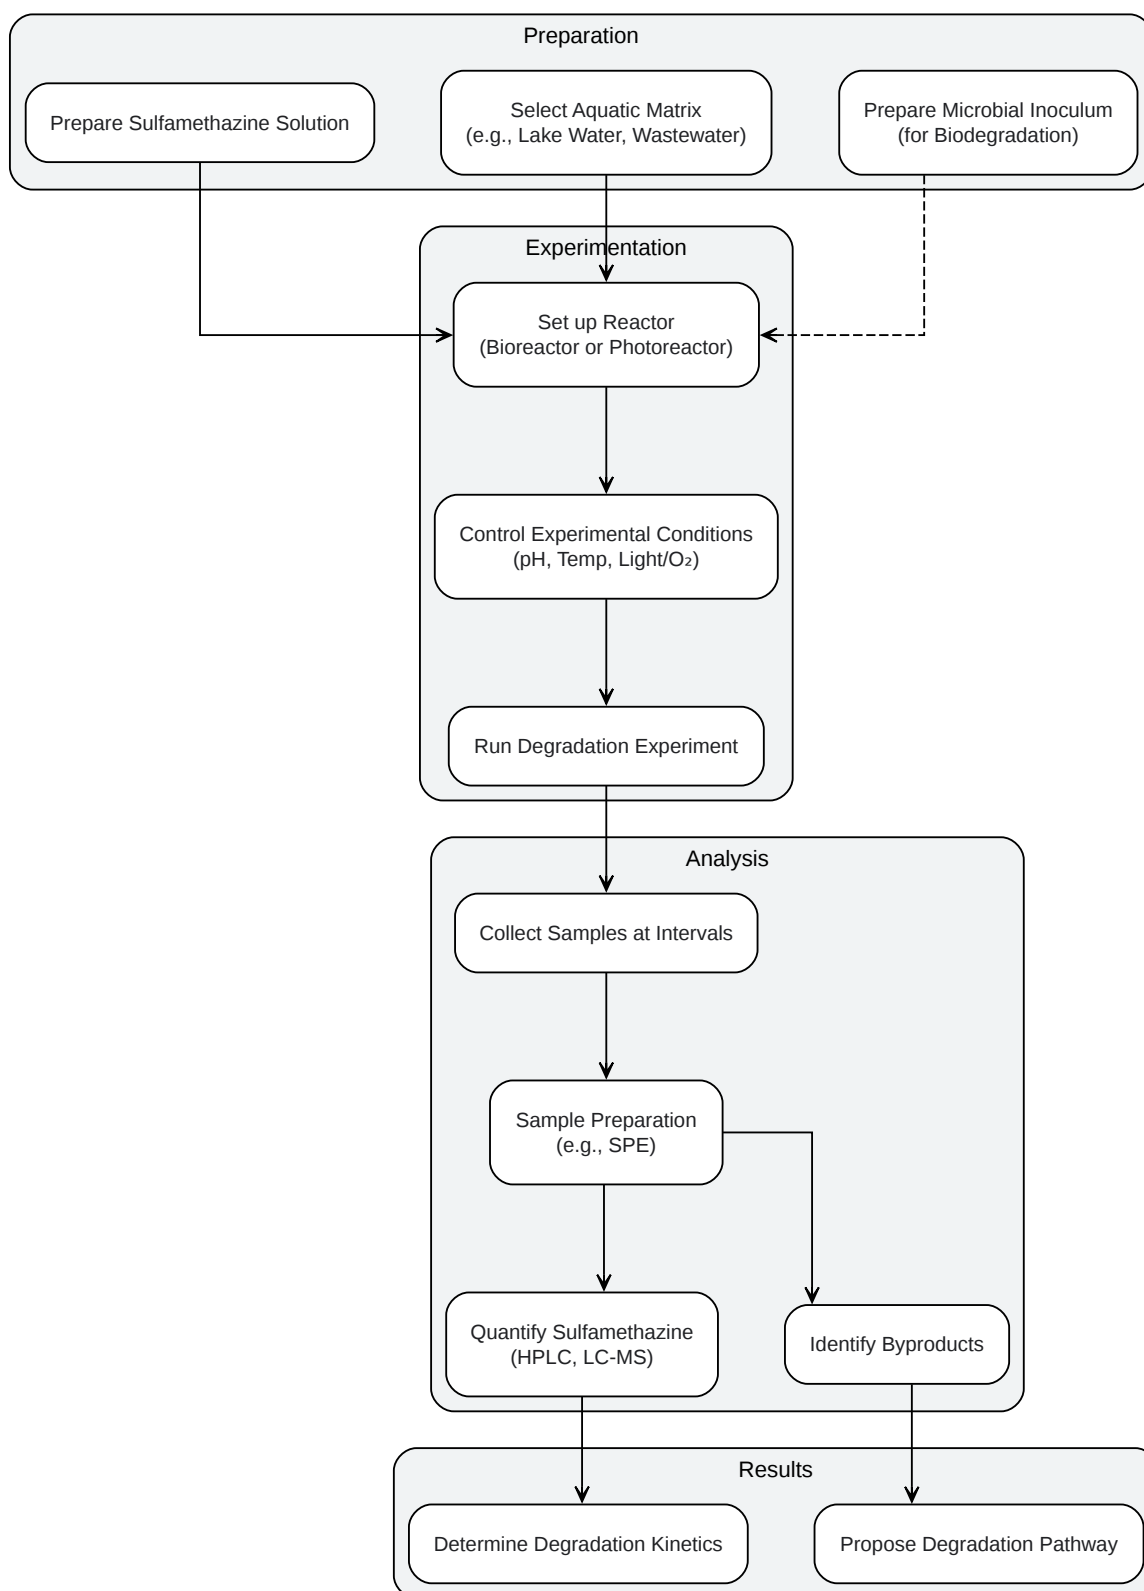 Preparation
Prepare Sulfamethazine Solution
Select Aquatic Matrix
(e.g., Lake Water, Wastewater)
Prepare Microbial Inoculum
(for Biodegradation)
Experimentation
Set up Reactor
(Bioreactor or Photoreactor)
Control Experimental Conditions
(pH, Temp, Light/O₂)
Run Degradation Experiment
Analysis
Collect Samples at Intervals
Sample Preparation
(e.g., SPE)
Quantify Sulfamethazine
(HPLC, LC-MS)
Identify Byproducts
Results
Determine Degradation Kinetics
Propose Degradation Pathway